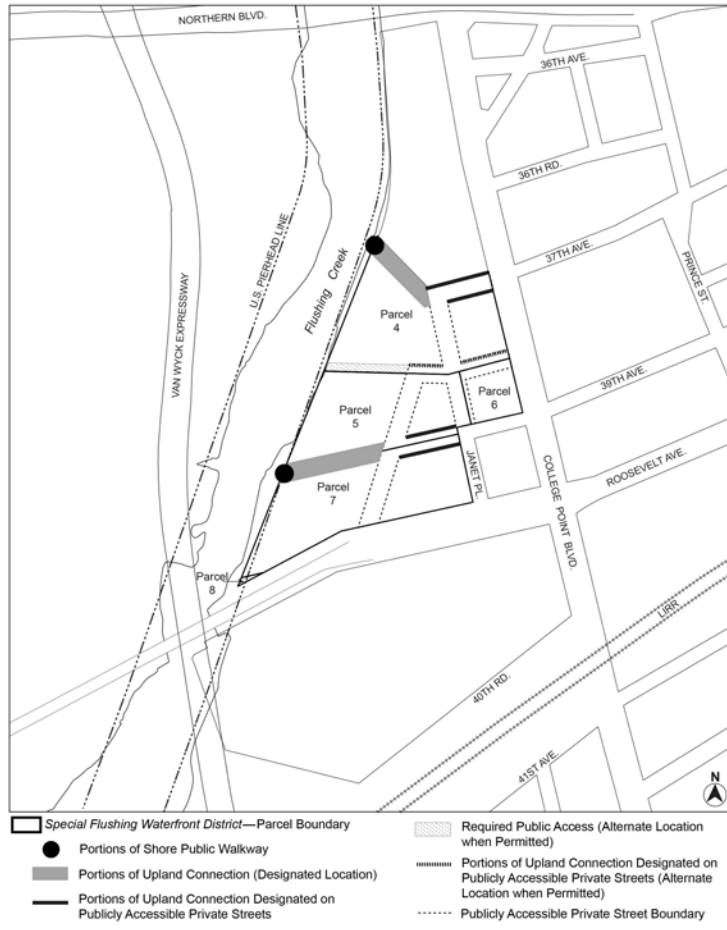 NORTHERN BLVD.
36TH AVE.
36TH RD.
37TH AVE.
PRINCE ST.
U.S. PIERHEAD LINE
Flushing Creek
VAN WYCK EXPRESSWAY
Parcel
4
39TH AVE.
Parcel
6
Parcel
5
ROOSEVELT AVE.
JANET PL.
COLLEGE POINT BLVD.
Parcel
7
Parcel
8
LIRR
40TH RD.
41ST AVE.
N
Special Flushing Waterfront District—Parcel Boundary
Portions of Shore Public Walkway
Portions of Upland Connection (Designated Location)
Portions of Upland Connection Designated on
Publicly Accessible Private Streets
Required Public Access (Alternate Location
when Permitted)
Portions of Upland Connection Designated on
Publicly Accessible Private Streets (Alternate
Location when Permitted)
Publicly Accessible Private Street Boundary